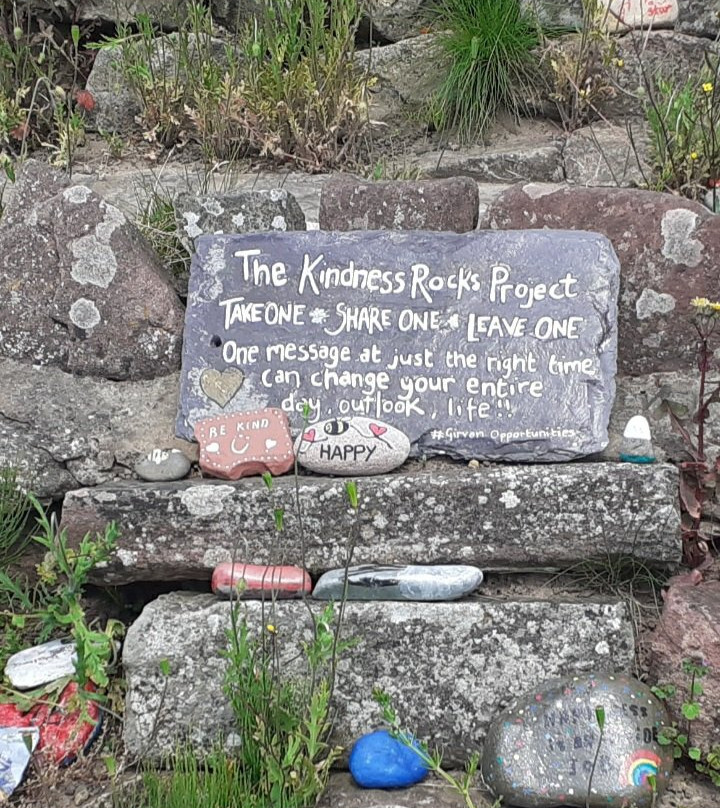 The Kindness Rocks Project
TAKE ONE * SHARE ONE * LEAVE ONE
One message at just the right time
can change your entire
day, outlook, life!!
#Girvan Opportunities
BE KIND
HAPPY